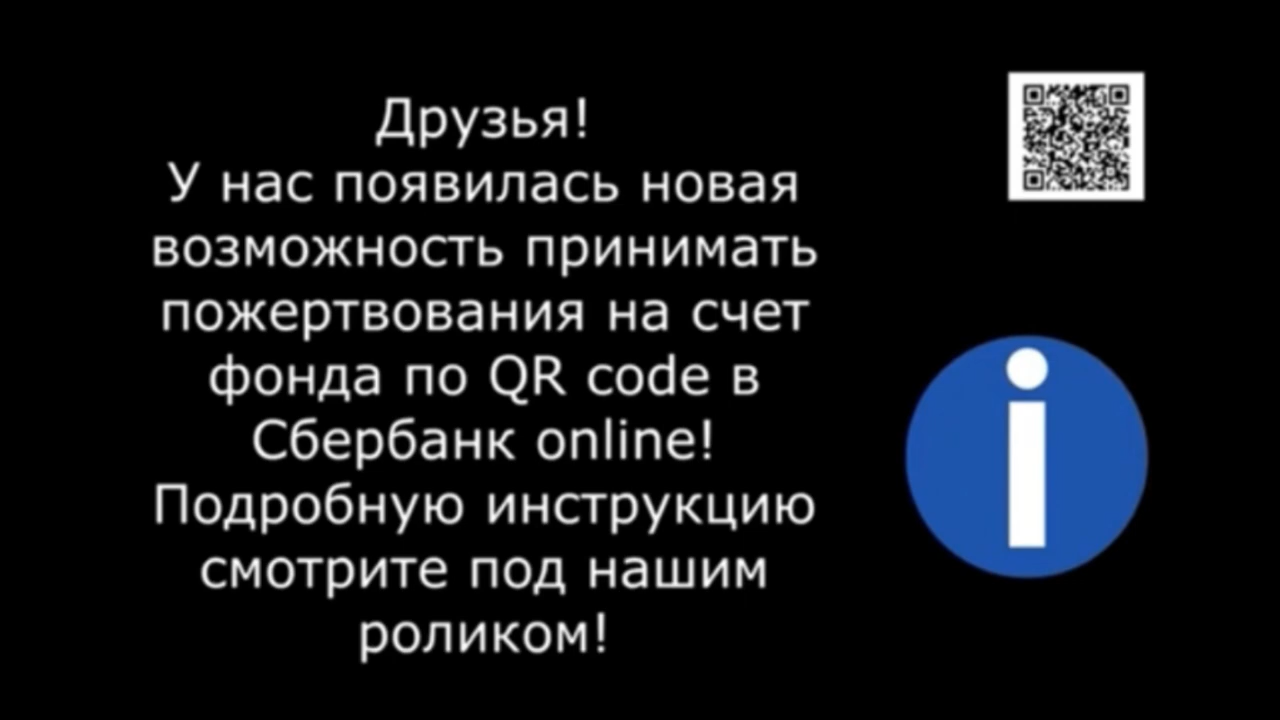 Друзья!
У нас появилась новая
возможность принимать
пожертвования на счет
фонда по QR code в
Сбербанк online!
Подробную инструкцию
смотрите под нашим
роликом!
i